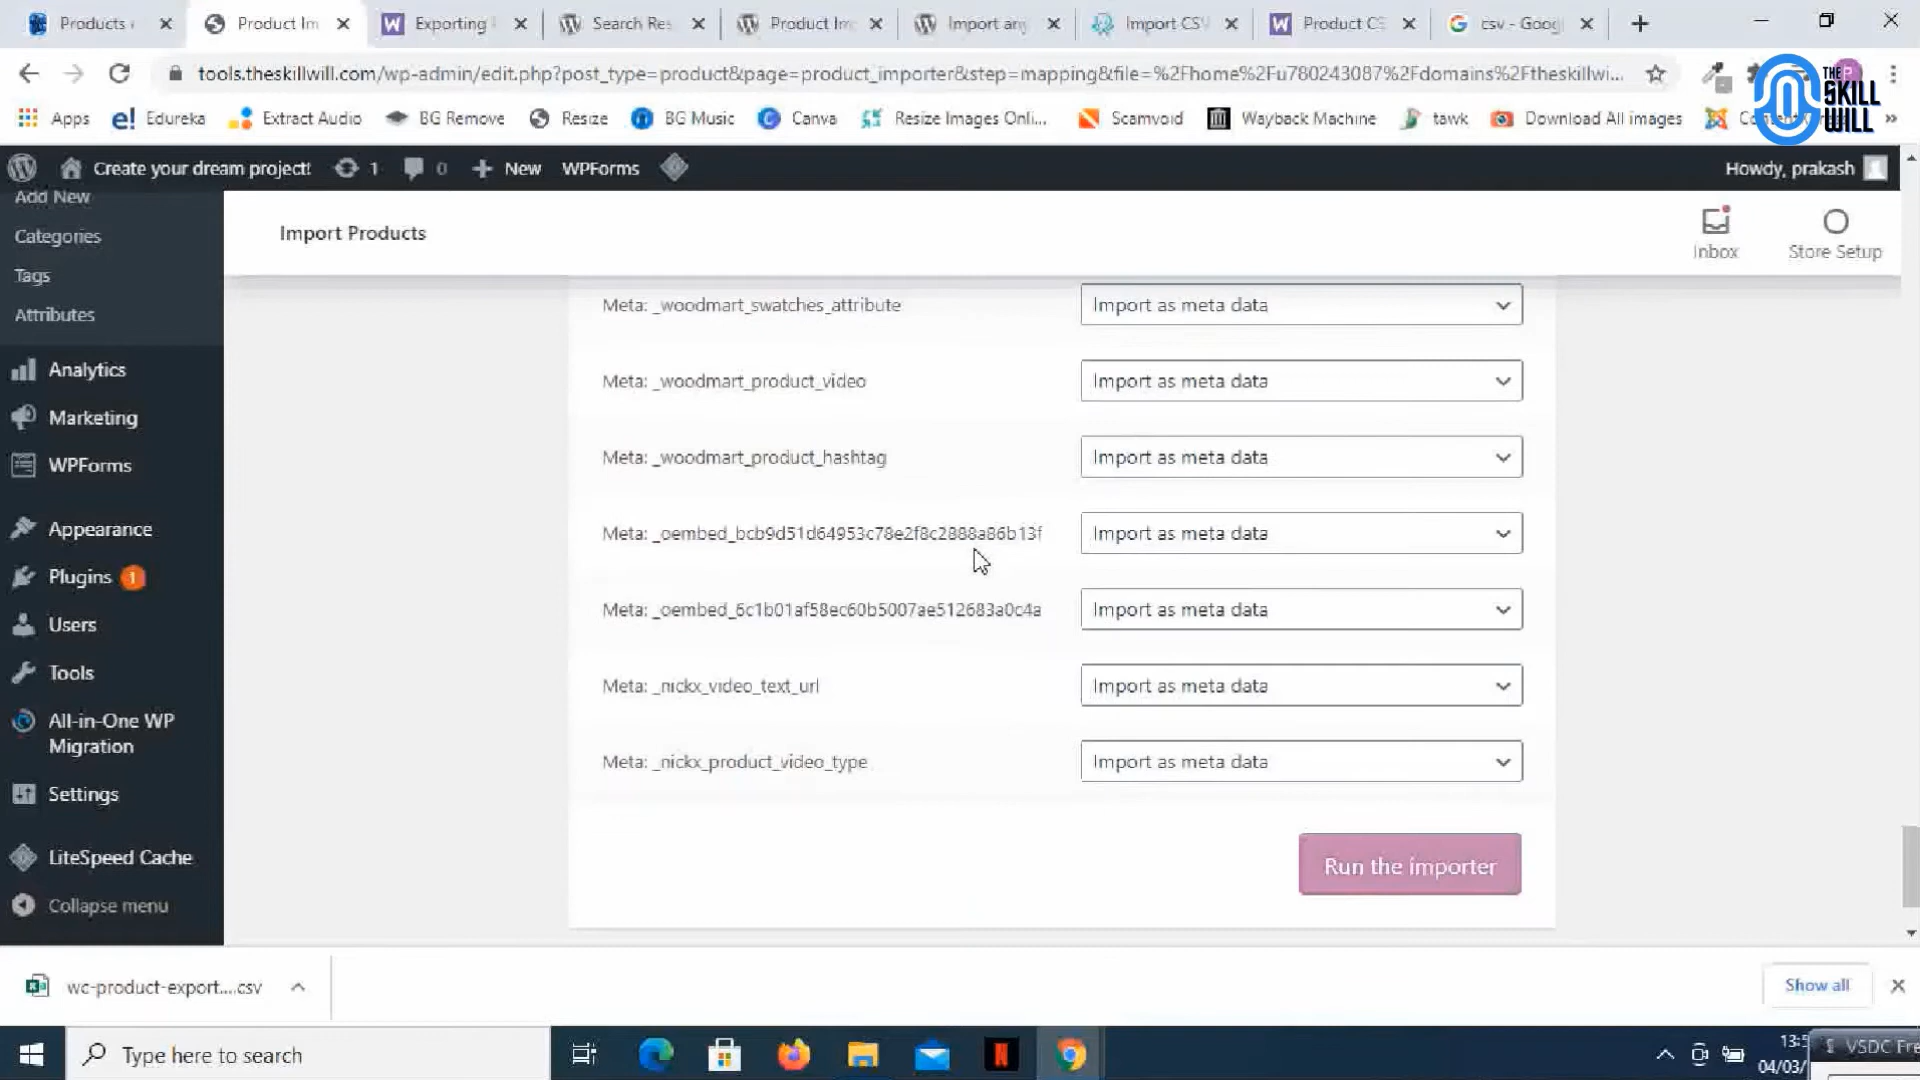 Products
Product Im
Exporting
Search Res
Product Im
Import any
Import CSV
Product CS
csv - Goog
tools.theskillwill.com/wp-admin/edit.php?post_type=product&page=product_importer&step=mapping&file=%2Fhome%2Fu780243087%2Fdomains%2Ftheskillwi...
THE
SKILL
WILL
Apps
Edureka
Extract Audio
BG Remove
Resize
BG Music
Canva
Resize Images Onli...
Scamvoid
Wayback Machine
tawk
Download All images
»
Create your dream project!
1
0
New
WPForms
Howdy, prakash
Add New
Categories
Tags
Attributes
Analytics
Marketing
WPForms
Appearance
Plugins 1
Users
Tools
All-in-One WP
Migration
Settings
LiteSpeed Cache
Collapse menu
Import Products
Inbox
Store Setup
Meta: _woodmart_swatches_attribute
Import as meta data
Meta: _woodmart_product_video
Import as meta data
Meta: _woodmart_product_hashtag
Import as meta data
Meta: _oembed_bcb9d51d64953c78e2f8c2888a86b13f
Import as meta data
Meta: _oembed_6c1b01af58ec60b5007ae512683a0c4a
Import as meta data
Meta: _nickx_video_text_url
Import as meta data
Meta: _nickx_product_video_type
Import as meta data
Run the importer
wc-product-export....csv
Show all
Type here to search
13:5
04/03/
VSDC Fre